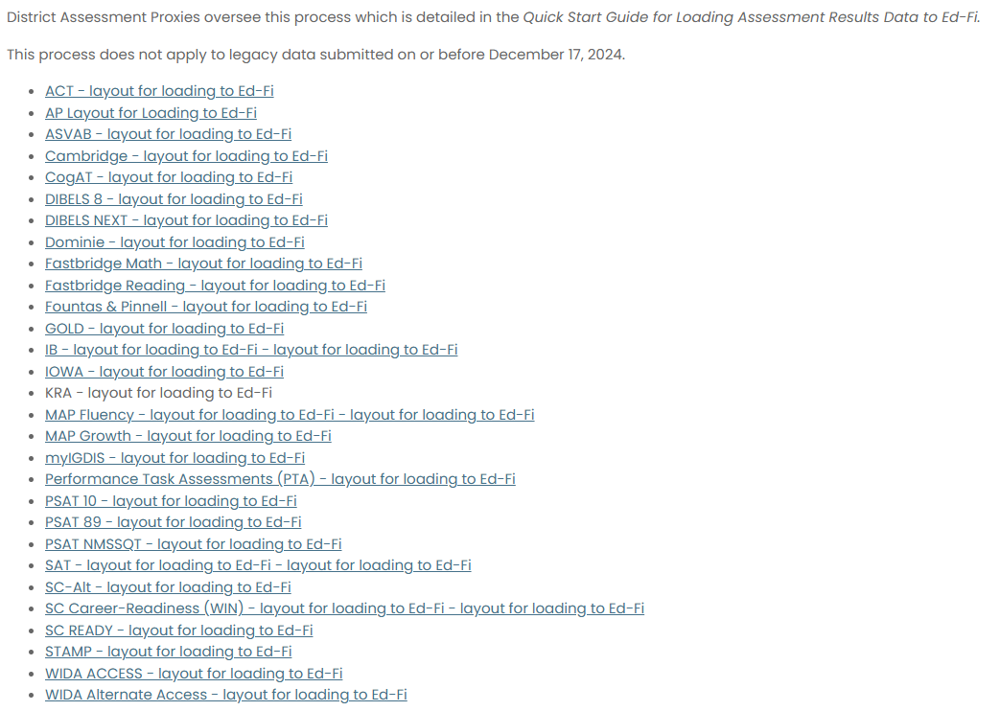 District Assessment Proxies oversee this process which is detailed in the Quick Start Guide for Loading Assessment Results Data to Ed-Fi.
This process does not apply to legacy data submitted on or before December 17, 2024.
ACT - layout for loading to Ed-Fi
AP Layout for Loading to Ed-Fi
ASVAB - layout for loading to Ed-Fi
Cambridge - layout for loading to Ed-Fi
CogAT - layout for loading to Ed-Fi
DIBELS 8 - layout for loading to Ed-Fi
DIBELS NEXT - layout for loading to Ed-Fi
Dominie - layout for loading to Ed-Fi
Fastbridge Math - layout for loading to Ed-Fi
Fastbridge Reading - layout for loading to Ed-Fi
Fountas & Pinnell - layout for loading to Ed-Fi
GOLD - layout for loading to Ed-Fi
IB - layout for loading to Ed-Fi - layout for loading to Ed-Fi
IOWA - layout for loading to Ed-Fi
KRA - layout for loading to Ed-Fi
MAP Fluency - layout for loading to Ed-Fi - layout for loading to Ed-Fi
MAP Growth - layout for loading to Ed-Fi
myIGDIS - layout for loading to Ed-Fi
Performance Task Assessments (PTA) - layout for loading to Ed-Fi
PSAT 10 - layout for loading to Ed-Fi
PSAT 89 - layout for loading to Ed-Fi
PSAT NMSSQT - layout for loading to Ed-Fi
SAT - layout for loading to Ed-Fi - layout for loading to Ed-Fi
SC-Alt - layout for loading to Ed-Fi
SC Career-Readiness (WIN) - layout for loading to Ed-Fi - layout for loading to Ed-Fi
SC READY - layout for loading to Ed-Fi
STAMP - layout for loading to Ed-Fi
WIDA ACCESS - layout for loading to Ed-Fi
WIDA Alternate Access - layout for loading to Ed-Fi